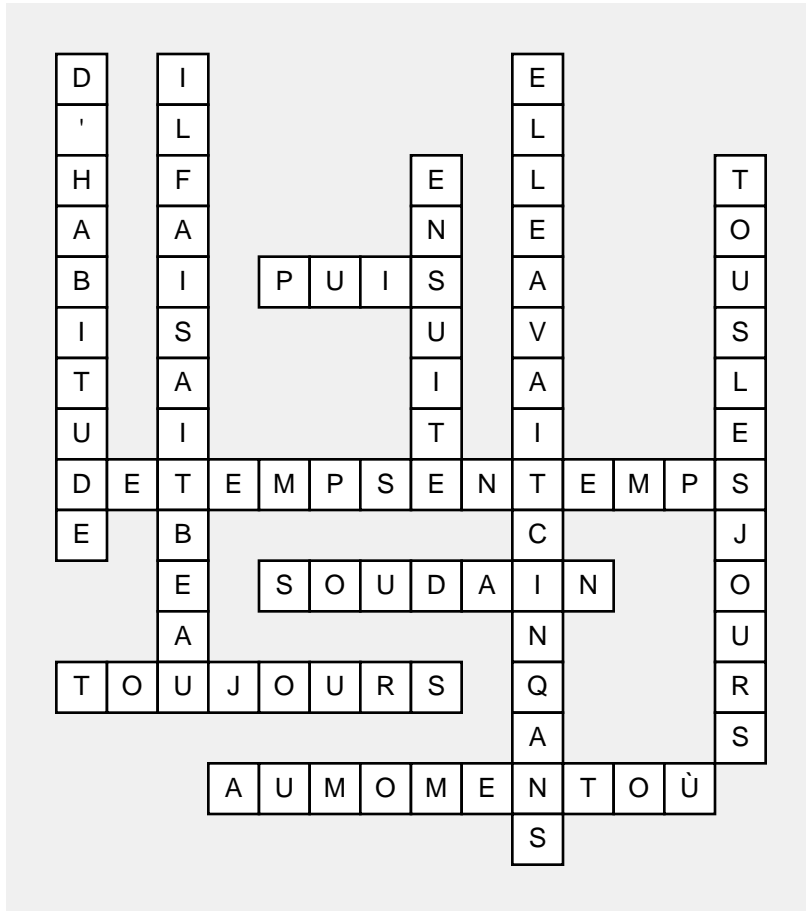 D'HABITUDE
ILFAISAITBEAU
ELLEAVAITCINQANS
ENSUITE
TOUSLESJOURS
PUIS
DETEMPSENTEMPS
SOUDAIN
TOUJOURS
AUMOMENTOÙ